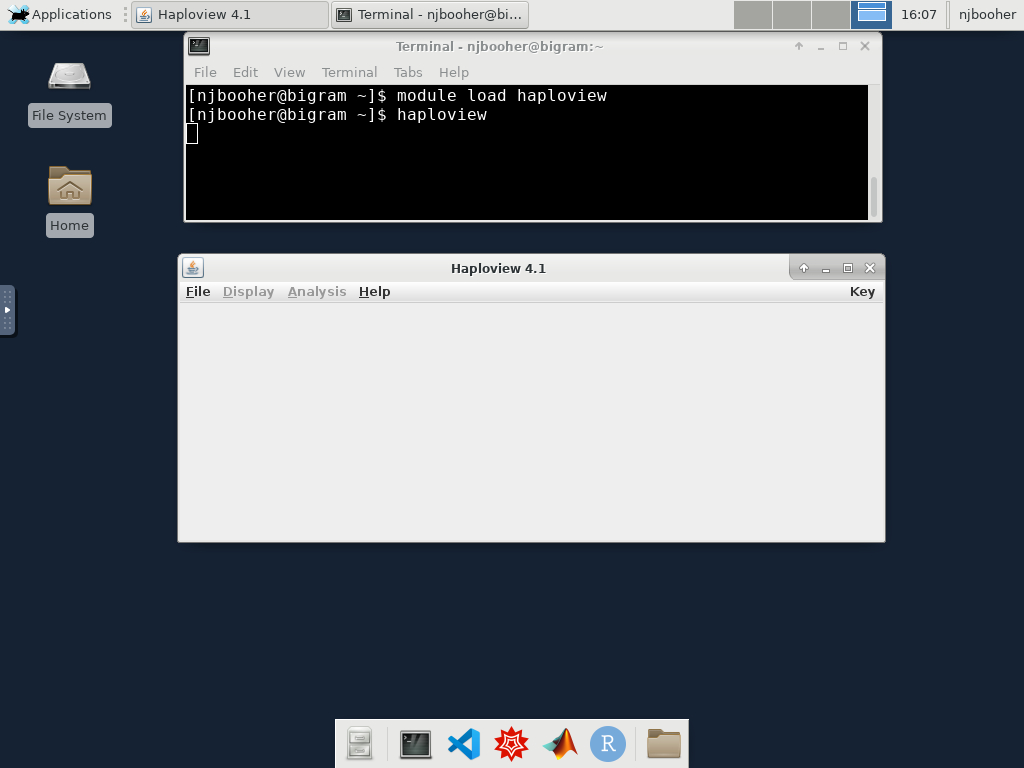 Applications
Haploview 4.1
Terminal - njbooher@bi...
16:07
njbooher
File System
Home
Terminal - njbooher@bigram:~
File Edit View Terminal Tabs Help
[njbooher@bigram ~]$ module load haploview
[njbooher@bigram ~]$ haploview
Haploview 4.1
File Display Analysis Help Key
R